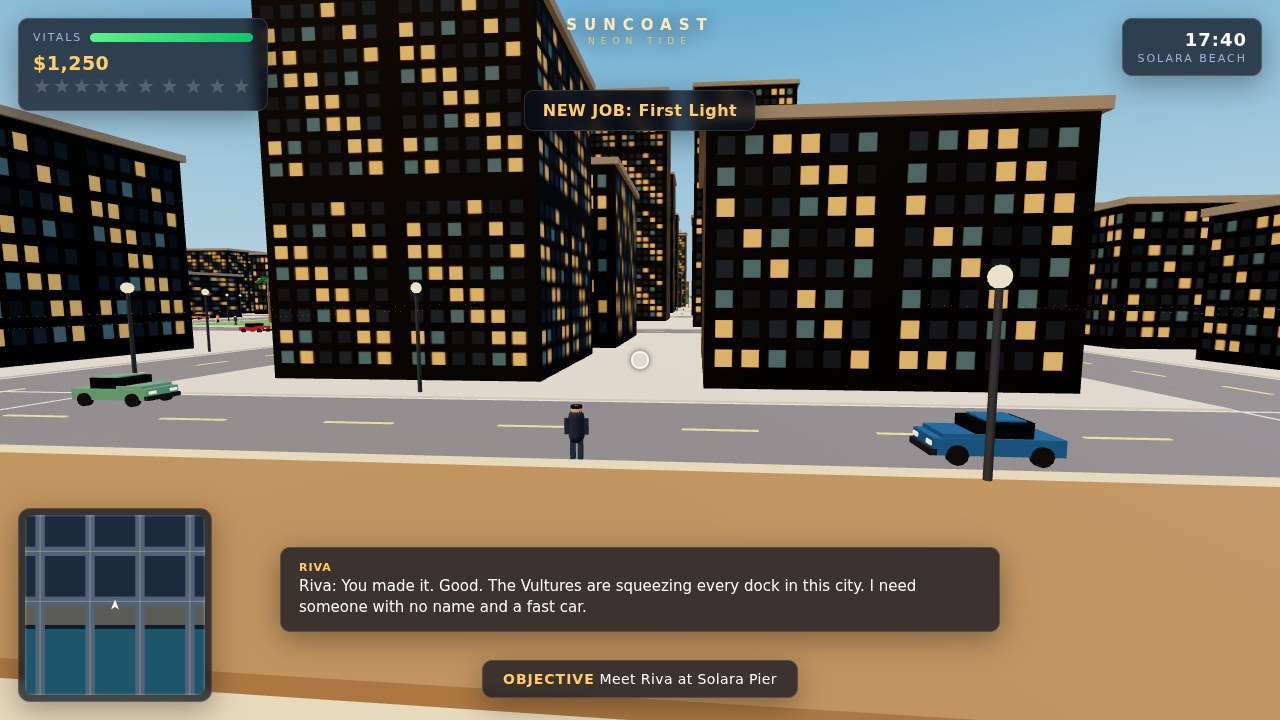 VITALS
$1,250
SUNCOAST
NEON TIDE
17:40
SOLARA BEACH
NEW JOB: First Light
RIVA
Riva: You made it. Good. The Vultures are squeezing every dock in this city. I need
someone with no name and a fast car.
OBJECTIVE Meet Riva at Solara Pier